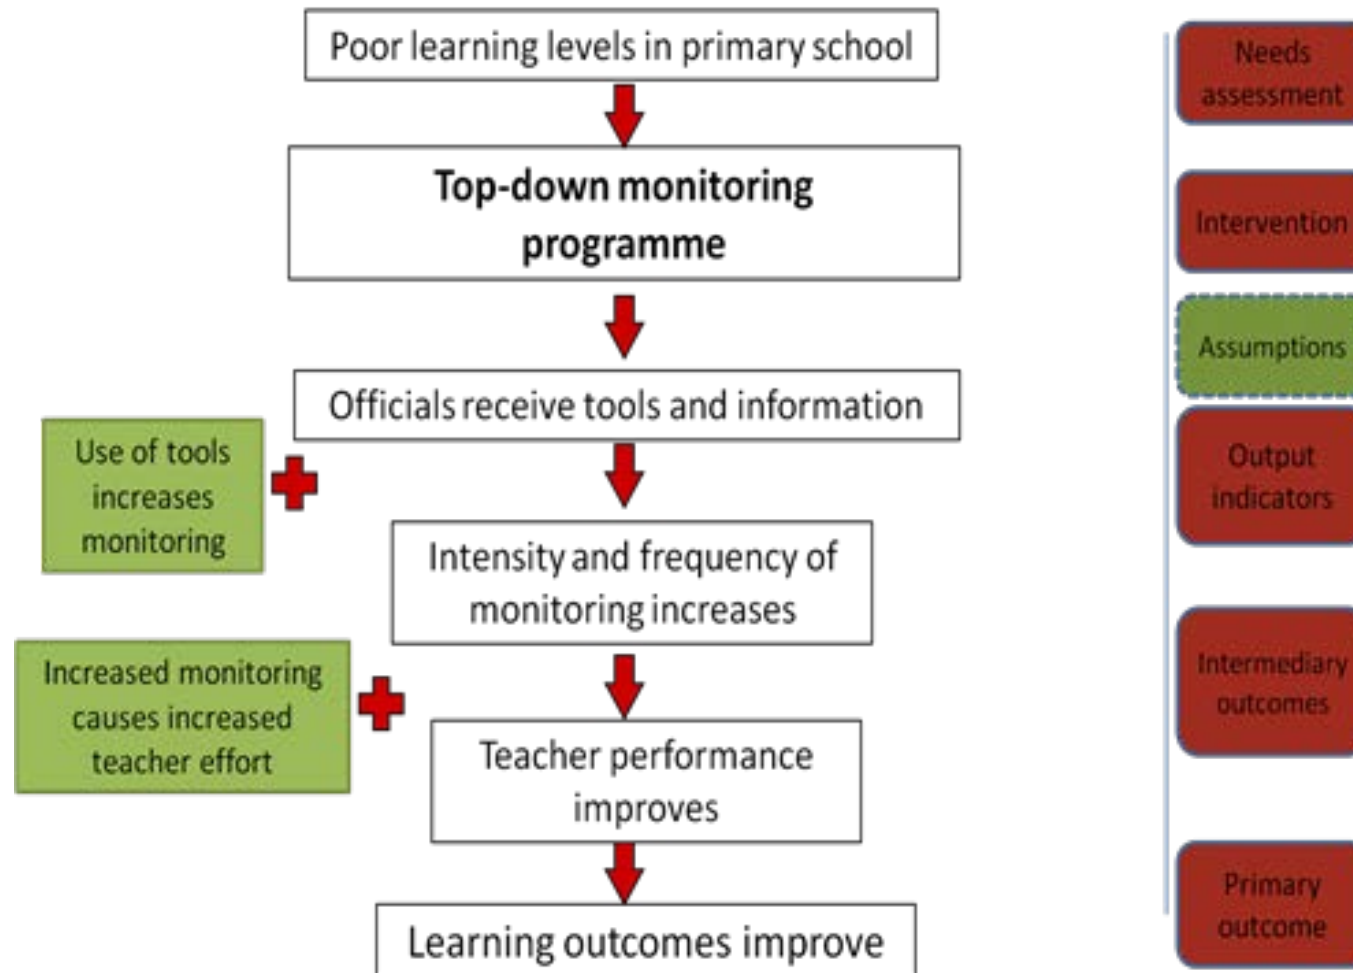 Poor learning levels in primary school
Top-down monitoring
programme
Officials receive tools and information
Use of tools
increases
monitoring
Intensity and frequency of
monitoring increases
Increased monitoring
causes increased
teacher effort
Teacher performance
improves
Learning outcomes improve
Needs
assessment
Intervention
Assumptions
Output
indicators
Intermediary
outcomes
Primary
outcome